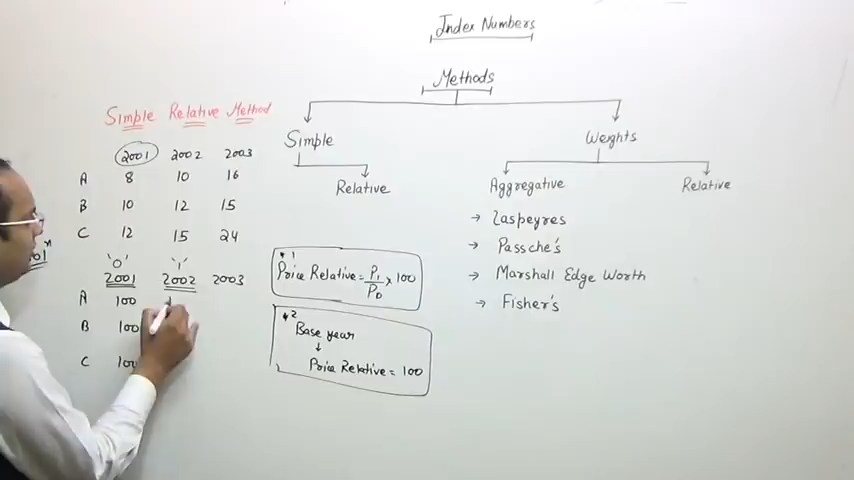 Index Numbers
Methods
Simple
Relative
Weights
Aggregative
Relative
→ Laspeyres
→ Passche's
→ Marshall Edge Worth
→ Fisher's
Simple Relative Method
2001 2002 2003
A 8 10 16
B 10 12 15
C 12 15 24
'0' '1'
2001 2002 2003
A 100
B 100
C 100
*1
Price Relative = P1/P0 x 100
*2
Base year
↓
Price Relative = 100